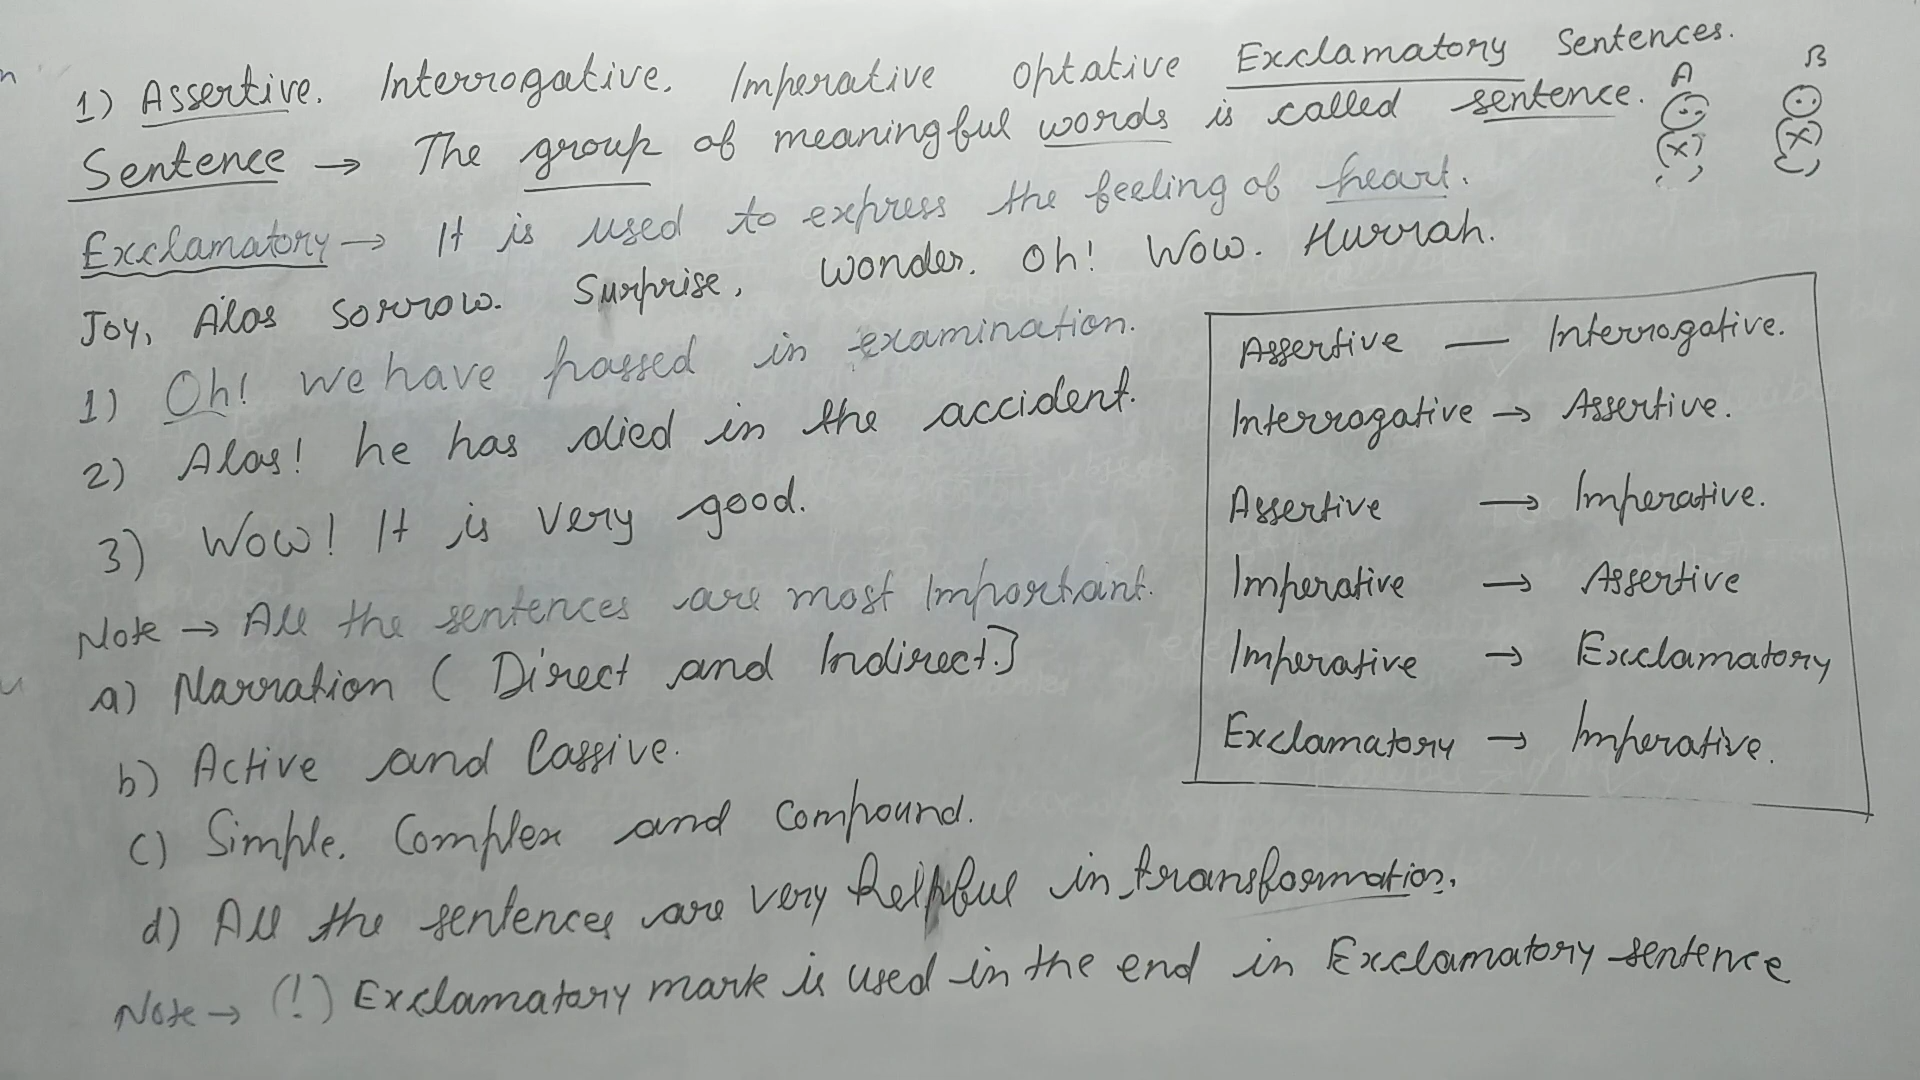 1) Assertive. Interrogative. Imperative Optative Exclamatory Sentences.
A B
Sentence → The group of meaningful words is called sentence.
Exclamatory → It is used to express the feeling of heart.
Joy, Alas Sorrow. Surprise, Wonder. Oh! Wow. Hurrah.
1) Oh! we have passed in examination.
2) Alas! he has died in the accident.
3) Wow! It is very good.
Note → All the sentences are most Important.
a) Narration ( Direct and Indirect.]
b) Active and Passive.
c) Simple. Complex and Compound.
d) All the sentences are very helpful in transformation.
Note → (!) Exclamatory mark is used in the end in Exclamatory sentence
Assertive — Interrogative.
Interrogative → Assertive.
Assertive → Imperative.
Imperative → Assertive
Imperative → Exclamatory
Exclamatory → Imperative.